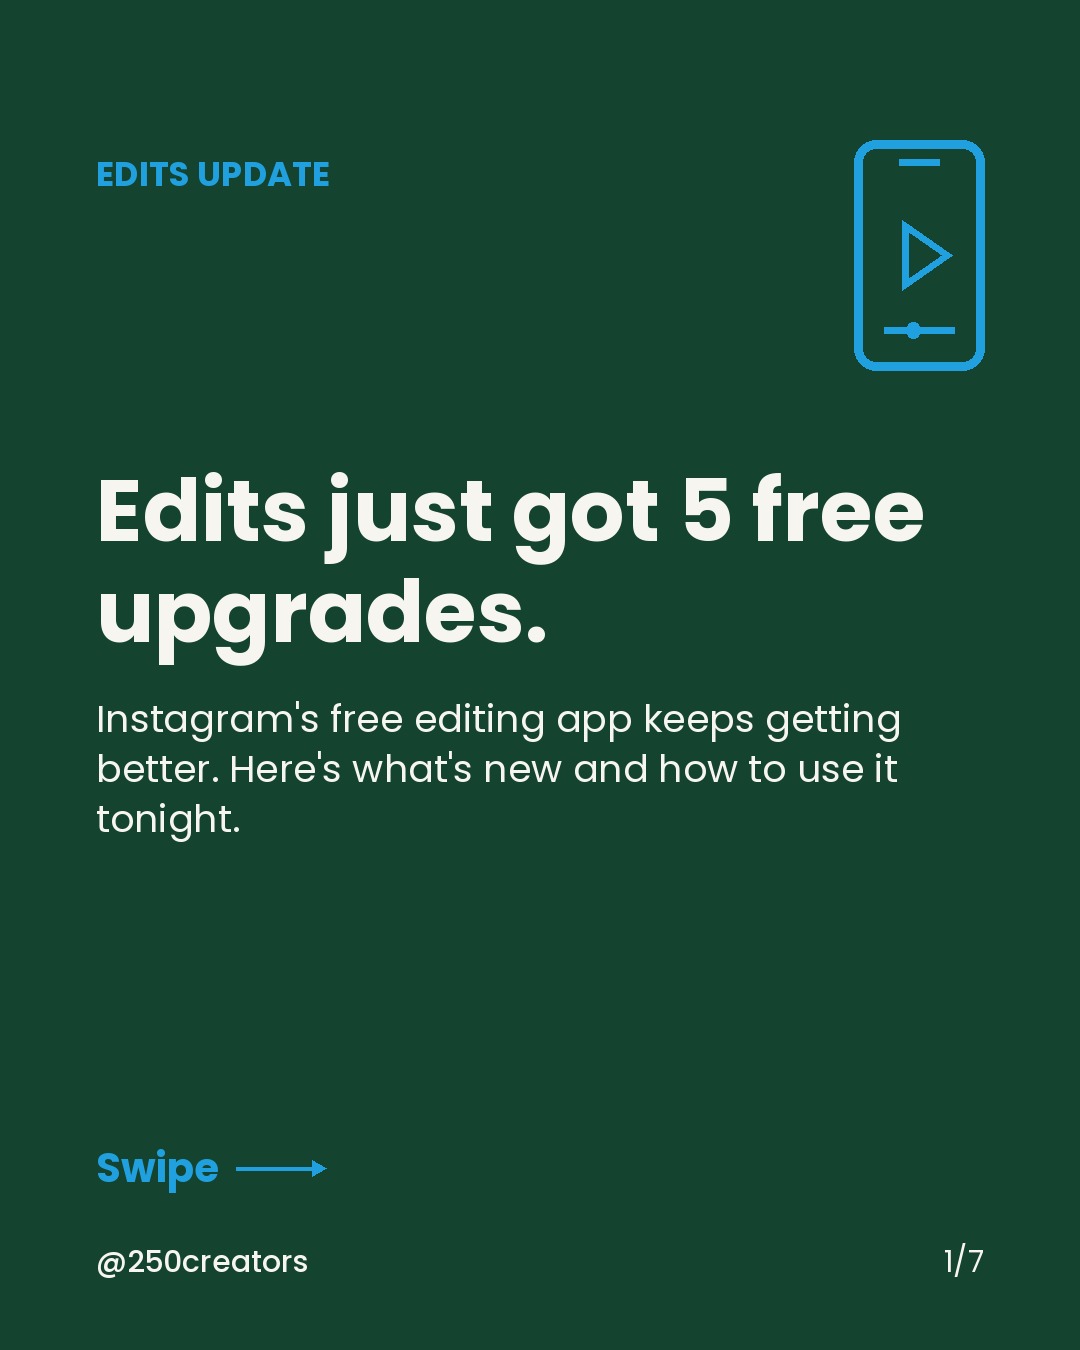 EDITS UPDATE
Edits just got 5 free
upgrades.
Instagram's free editing app keeps getting
better. Here's what's new and how to use it
tonight.
Swipe
@250creators
1/7